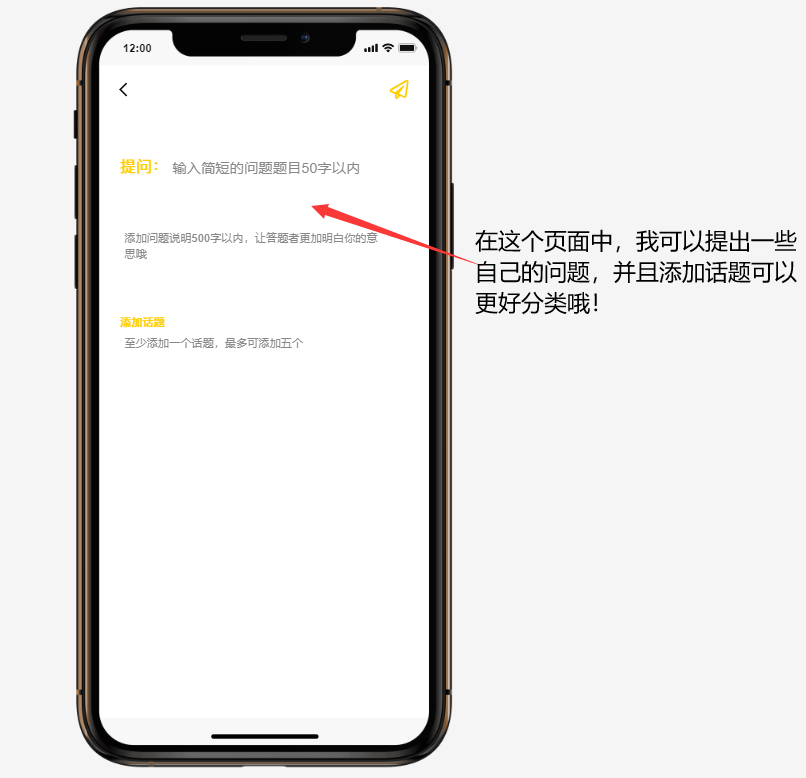 12:00
提问：
输入简短的问题题目50字以内
添加问题说明500字以内，让答题者更加明白你的意
思哦
添加话题
至少添加一个话题，最多可添加五个
在这个页面中，我可以提出一些
自己的问题，并且添加话题可以
更好分类哦！